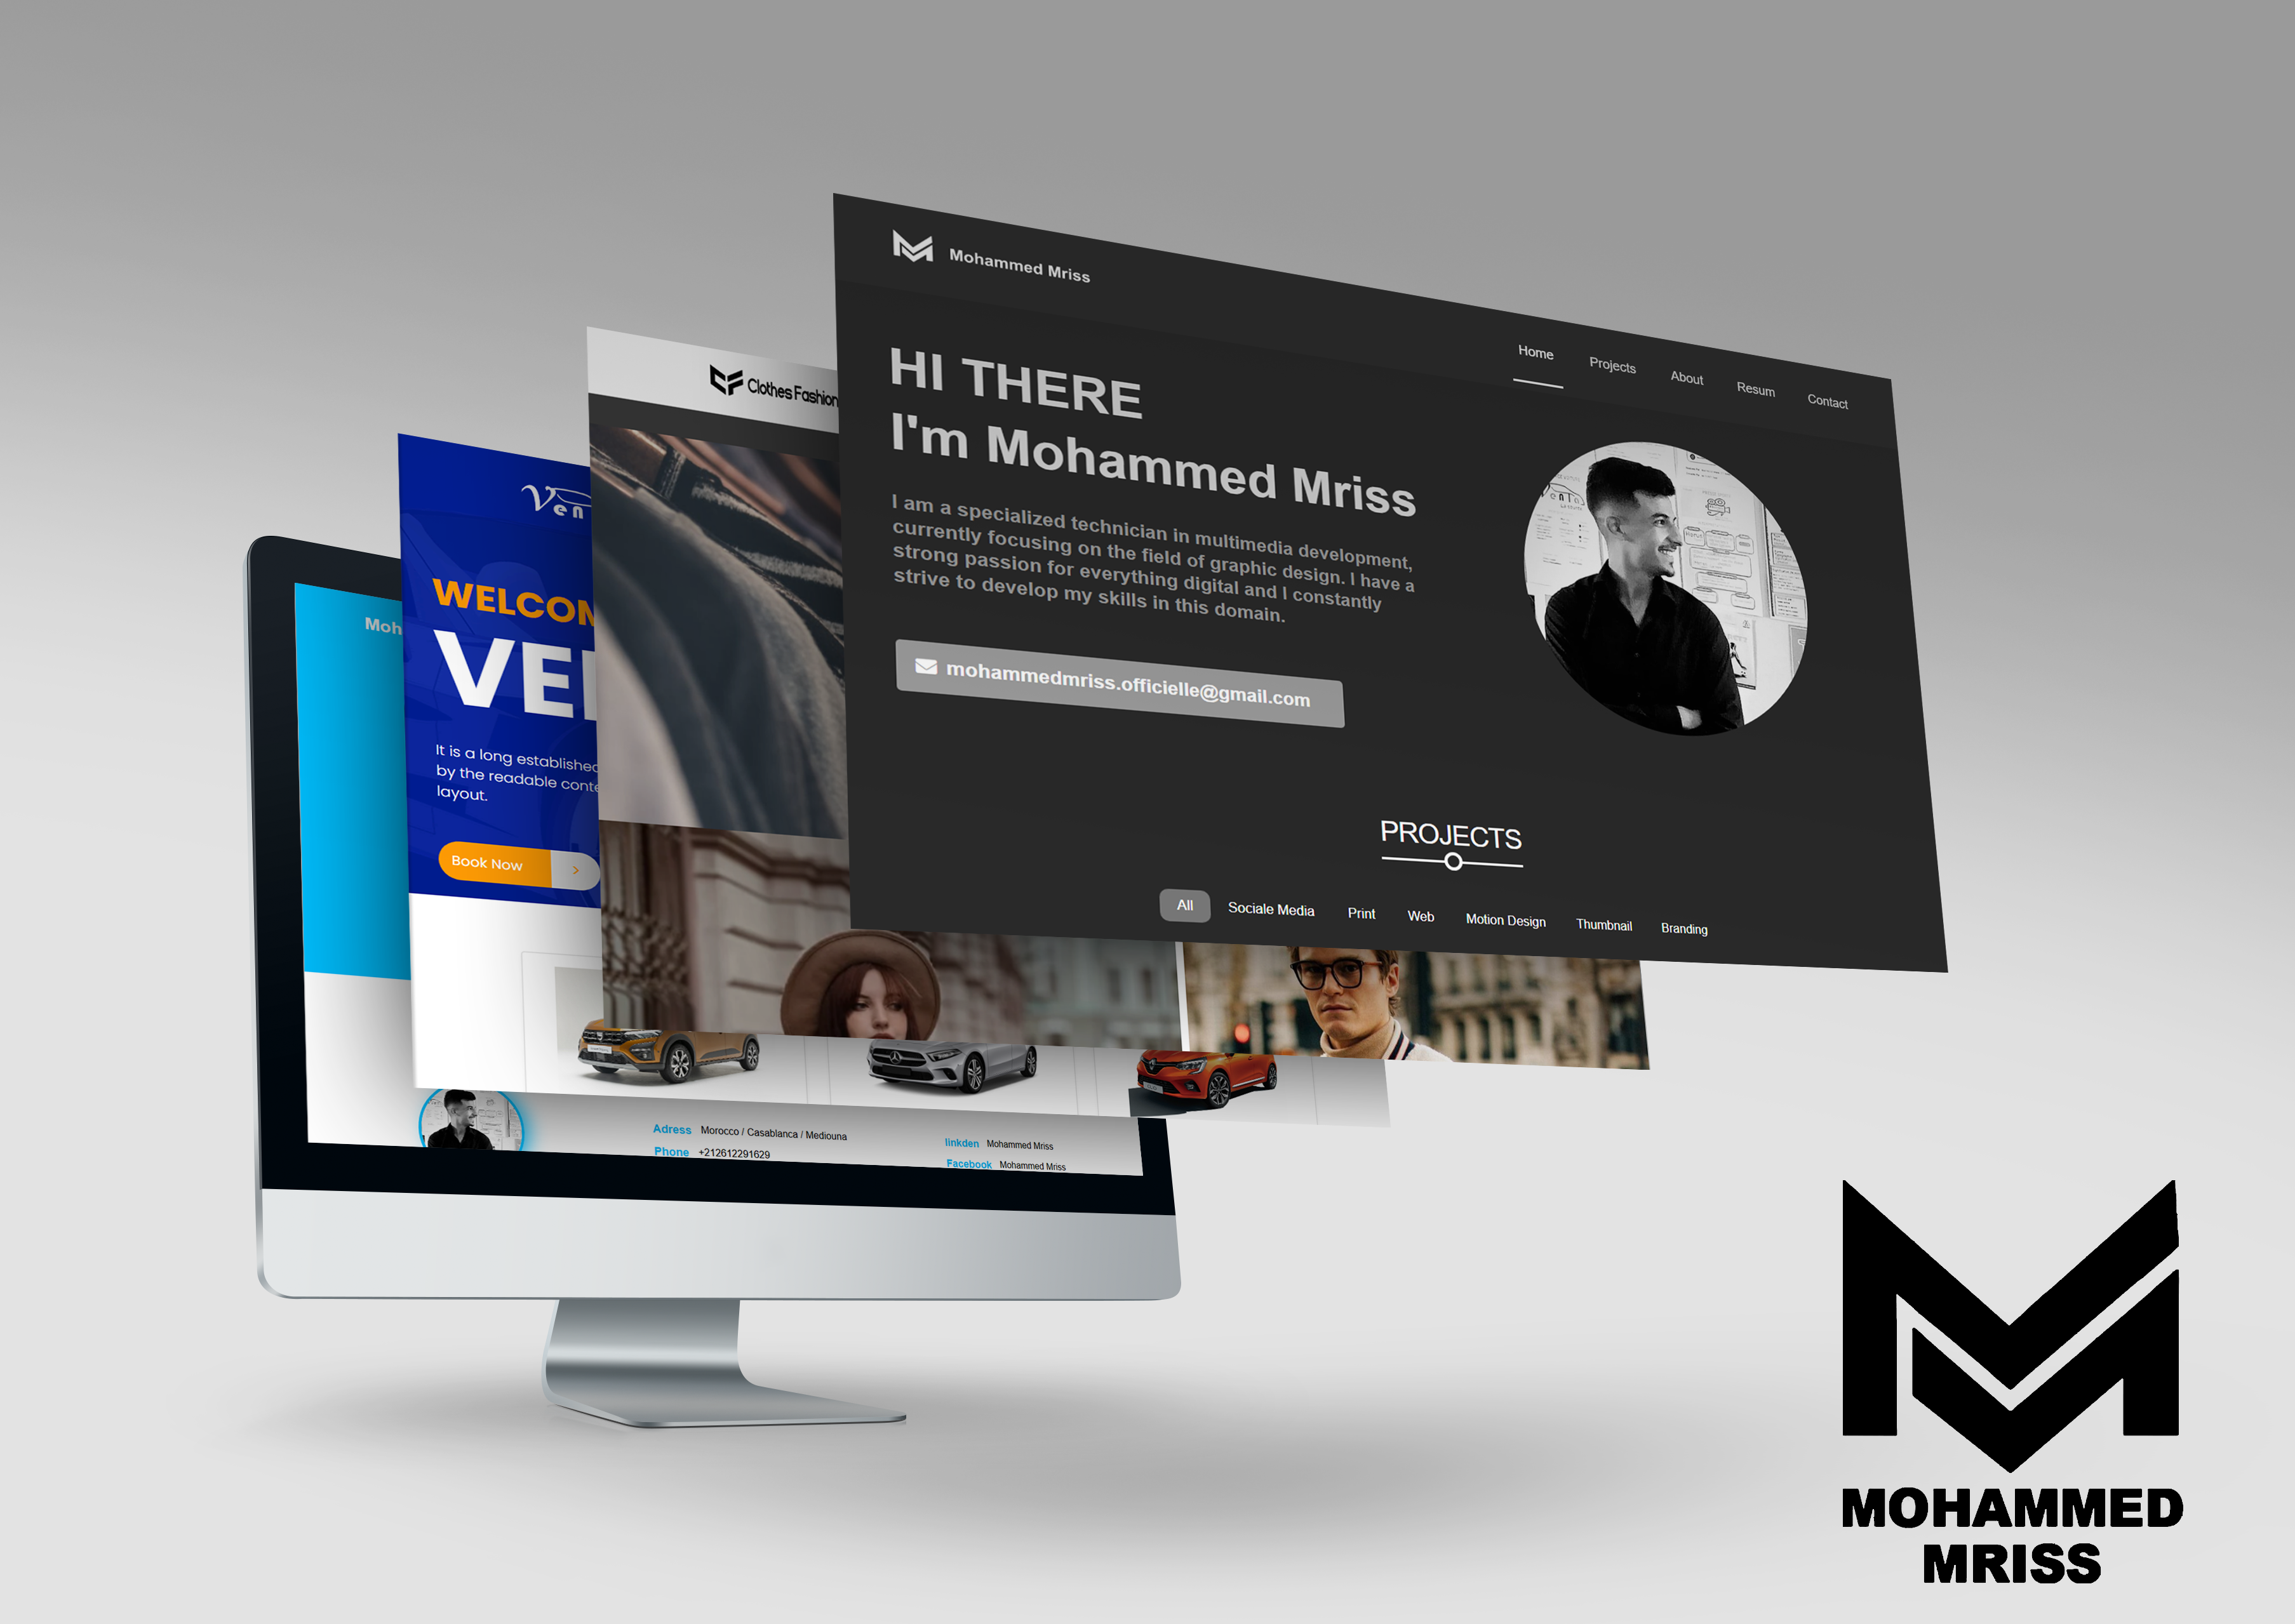 Mohammed Mriss
Home
Projects
About
Resum
Contact
HI THERE
I'm Mohammed Mriss
I am a specialized technician in multimedia development,
currently focusing on the field of graphic design. I have a
strong passion for everything digital and I constantly
strive to develop my skills in this domain.
mohammedmriss.officielle@gmail.com
PROJECTS
All
Sociale Media
Print
Web
Motion Design
Thumbnail
Branding
Clothes Fashion
Ven
WELCOM
VE
It is a long established
by the readable conte
layout.
Book Now >
Moh
Adress Morocco / Casablanca / Mediouna
Phone +212612291629
linkden Mohammed Mriss
Facebook Mohammed Mriss
MOHAMMED
MRISS